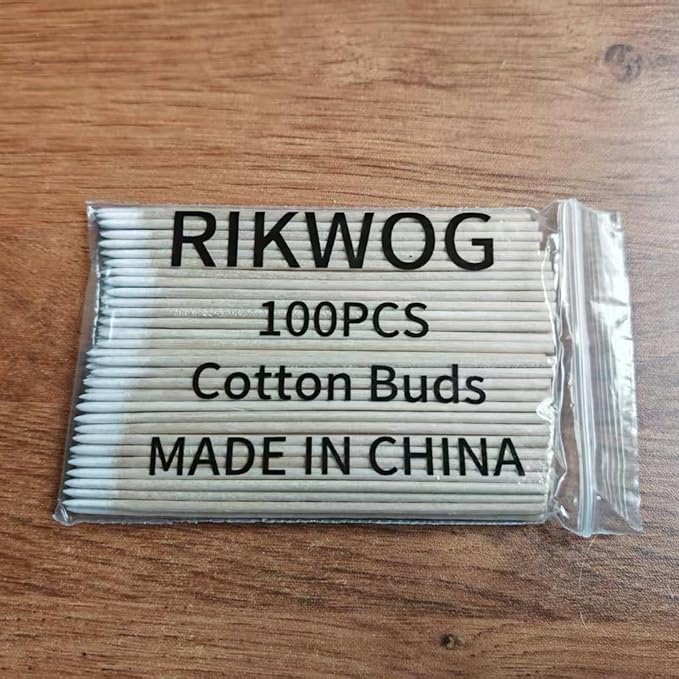 RIKWOG
100PCS
Cotton Buds
MADE IN CHINA